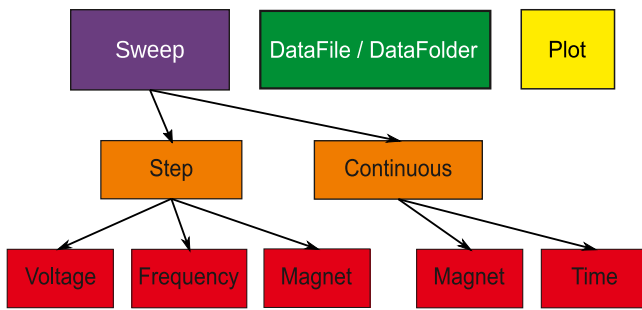 Sweep
DataFile / DataFolder
Plot
Step
Continuous
Voltage
Frequency
Magnet
Magnet
Time